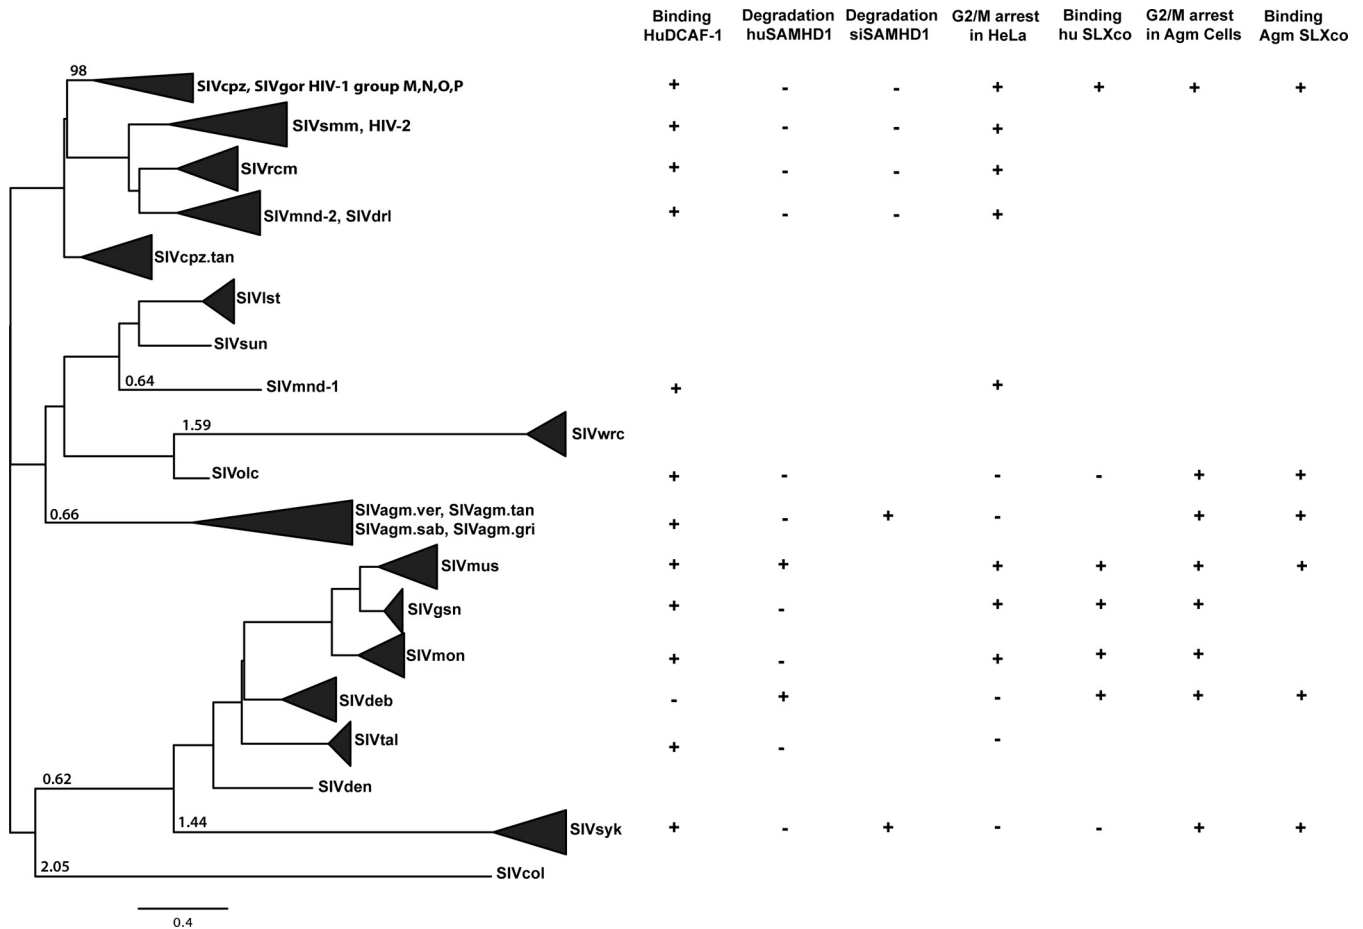 Binding HuDCAF-1
Degradation huSAMHD1
Degradation siSAMHD1
G2/M arrest in HeLa
Binding hu SLXco
G2/M arrest in Agm Cells
Binding Agm SLXco
98
SIVcpz, SIVgor HIV-1 group M,N,O,P + - - + + + +
SIVsmm, HIV-2 + - - +
SIVrcm + - - +
SIVmnd-2, SIVdrl + - - +
SIVcpz.tan
SIVlst
SIVsun
0.64 SIVmnd-1 + +
1.59 SIVwrc
SIVolc + - - - + +
0.66
SIVagm.ver, SIVagm.tan
SIVagm.sab, SIVagm.gri + - + - + +
SIVmus + + + + + +
SIVgsn + - + + +
SIVmon + - + + +
SIVdeb - + - + + +
SIVtal + - -
0.62 SIVden
1.44 SIVsyk + - + - - + +
2.05 SIVcol
0.4